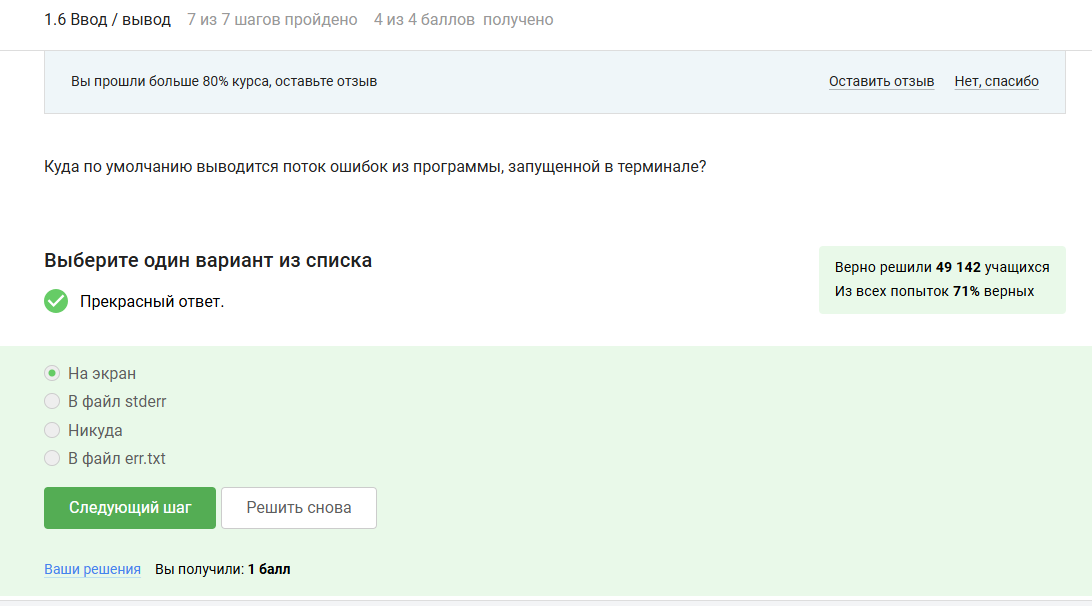 1.6 Ввод / вывод 7 из 7 шагов пройдено 4 из 4 баллов получено
Вы прошли больше 80% курса, оставьте отзыв Оставить отзыв Нет, спасибо
Куда по умолчанию выводится поток ошибок из программы, запущенной в терминале?
Выберите один вариант из списка
Прекрасный ответ.
Верно решили 49 142 учащихся
Из всех попыток 71% верных
На экран
В файл stderr
Никуда
В файл err.txt
Следующий шаг Решить снова
Ваши решения Вы получили: 1 балл